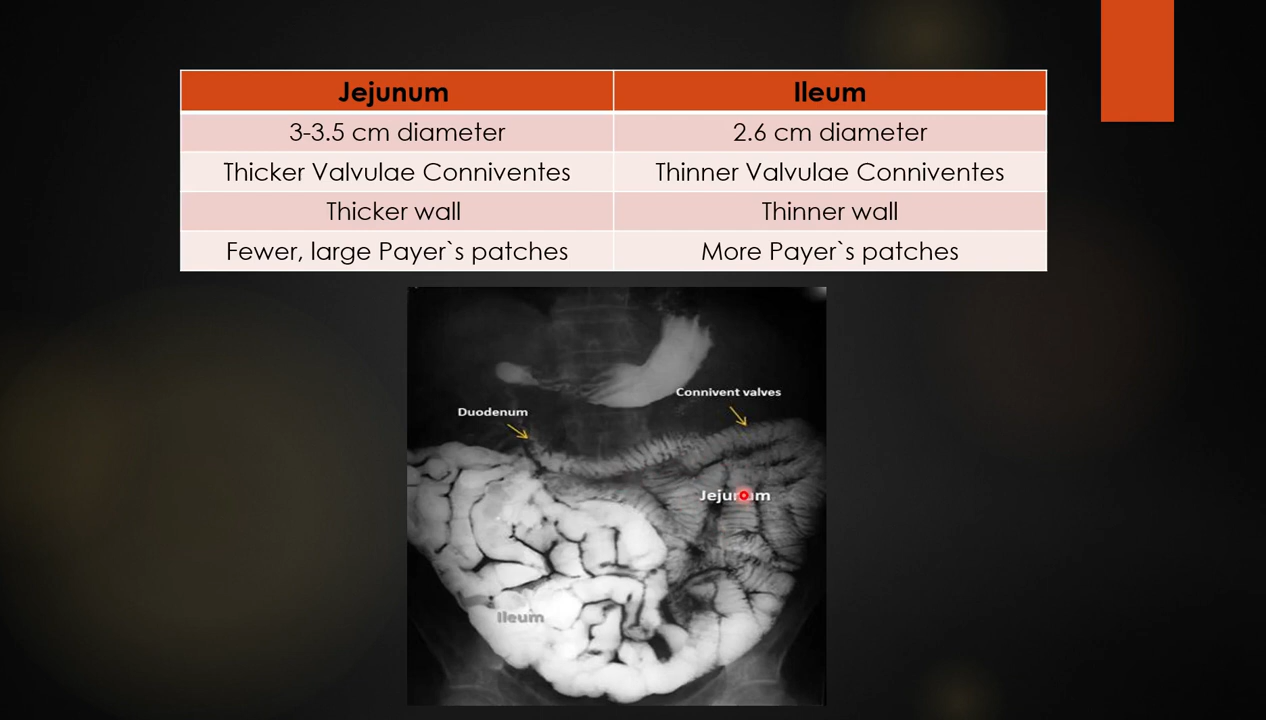 Jejunum Ileum
3-3.5 cm diameter 2.6 cm diameter
Thicker Valvulae Conniventes Thinner Valvulae Conniventes
Thicker wall Thinner wall
Fewer, large Payer`s patches More Payer`s patches
Connivent valves
Duodenum
Jejunum
Ileum